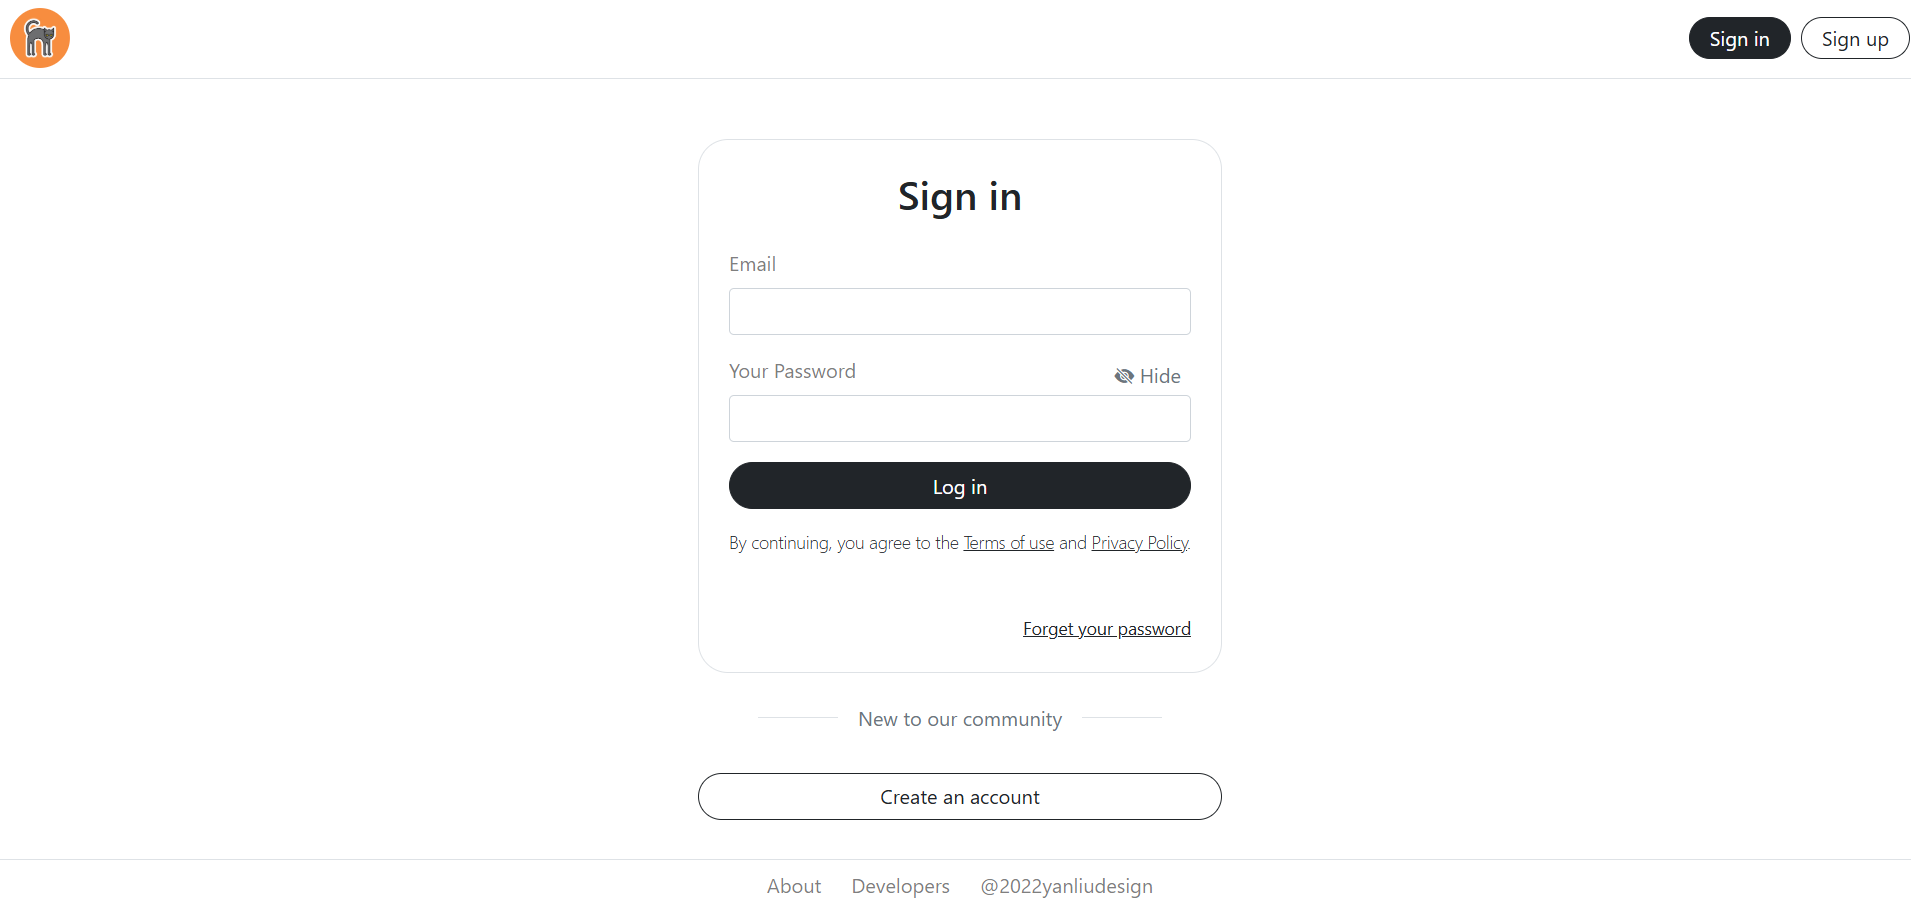 Sign in Sign up
Sign in
Email
Your Password Hide
Log in
By continuing, you agree to the Terms of use and Privacy Policy.
Forget your password
New to our community
Create an account
About Developers @2022yanliudesign